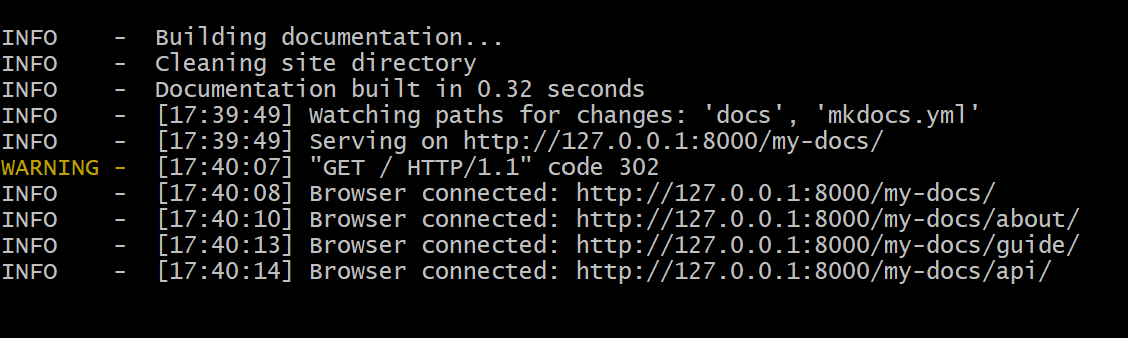 INFO    -  Building documentation...
INFO    -  Cleaning site directory
INFO    -  Documentation built in 0.32 seconds
INFO    -  [17:39:49] Watching paths for changes: 'docs', 'mkdocs.yml'
INFO    -  [17:39:49] Serving on http://127.0.0.1:8000/my-docs/
WARNING -  [17:40:07] "GET / HTTP/1.1" code 302
INFO    -  [17:40:08] Browser connected: http://127.0.0.1:8000/my-docs/
INFO    -  [17:40:10] Browser connected: http://127.0.0.1:8000/my-docs/about/
INFO    -  [17:40:13] Browser connected: http://127.0.0.1:8000/my-docs/guide/
INFO    -  [17:40:14] Browser connected: http://127.0.0.1:8000/my-docs/api/